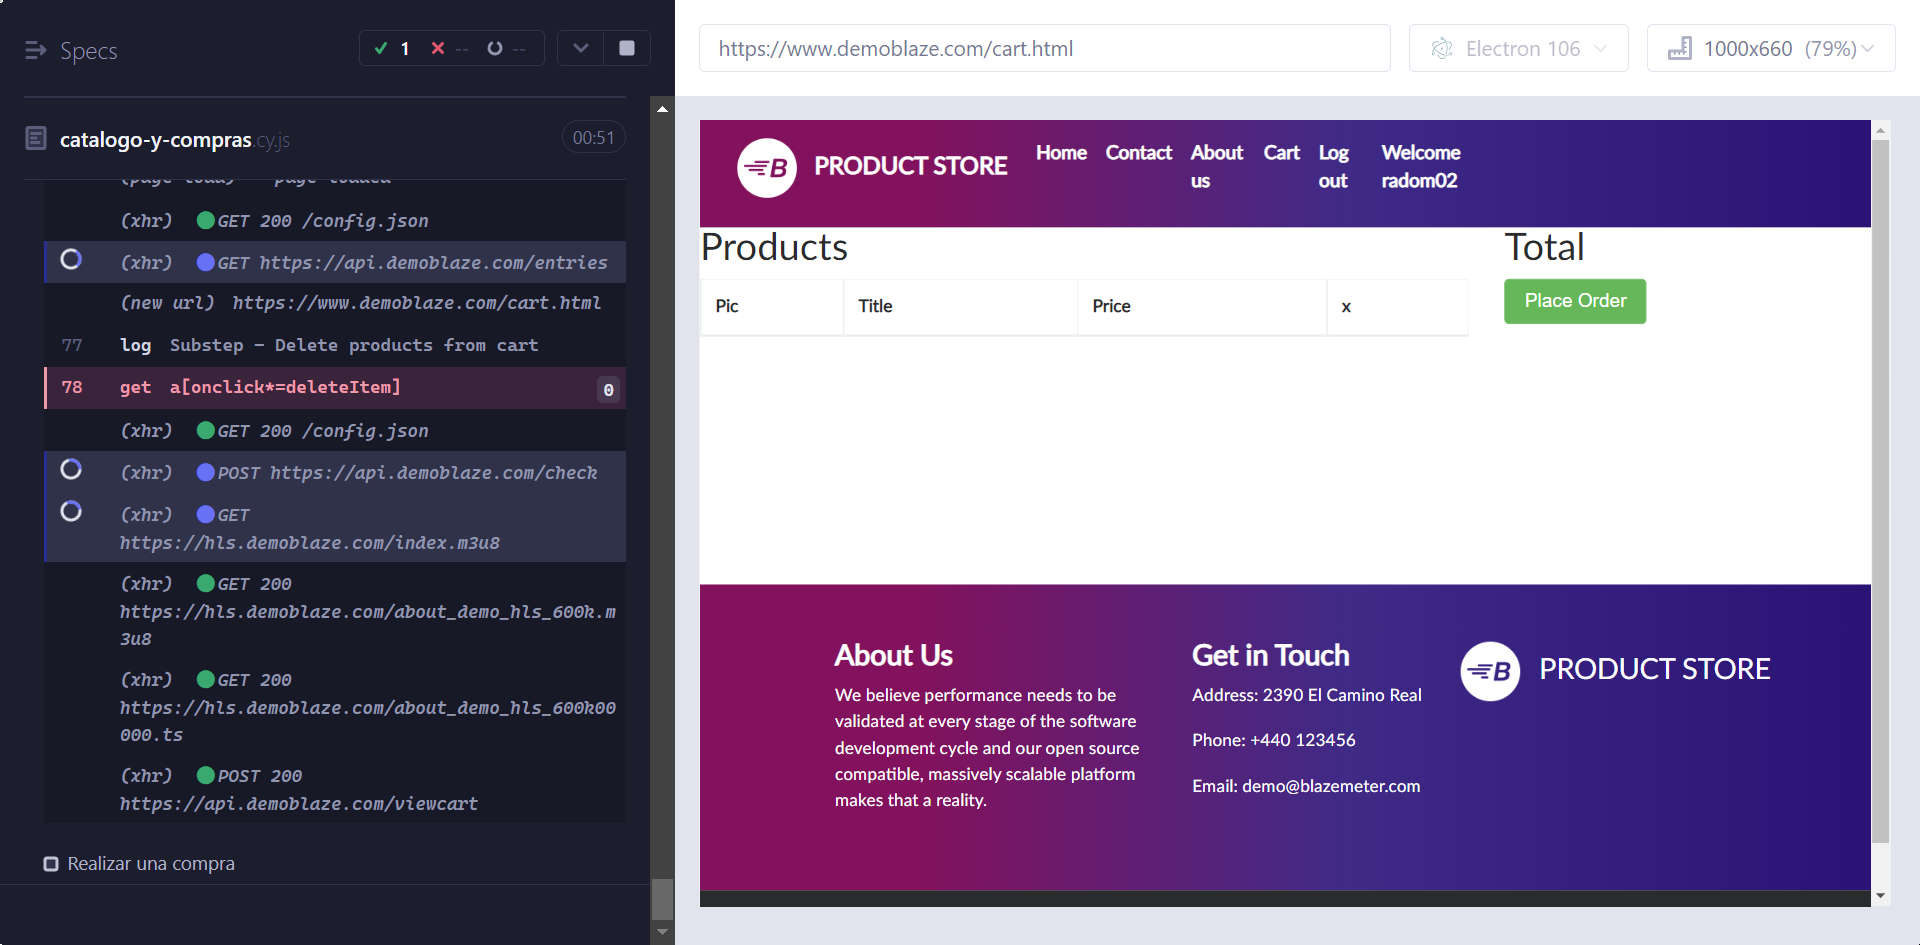 Specs
1 -- --
catalogo-y-compras.cy.js
00:51
(page load) page loaded
(xhr) GET 200 /config.json
(xhr) GET https://api.demoblaze.com/entries
(new url) https://www.demoblaze.com/cart.html
77 log Substep – Delete products from cart
78 get a[onclick*=deleteItem] 0
(xhr) GET 200 /config.json
(xhr) POST https://api.demoblaze.com/check
(xhr) GET
https://hls.demoblaze.com/index.m3u8
(xhr) GET 200
https://hls.demoblaze.com/about_demo_hls_600k.m
3u8
(xhr) GET 200
https://hls.demoblaze.com/about_demo_hls_600k00
000.ts
(xhr) POST 200
https://api.demoblaze.com/viewcart
Realizar una compra
https://www.demoblaze.com/cart.html
Electron 106
1000x660 (79%)
B PRODUCT STORE
Home Contact About Cart Log Welcome
us out radom02
Products
Pic Title Price x
Total
Place Order
About Us
We believe performance needs to be
validated at every stage of the software
development cycle and our open source
compatible, massively scalable platform
makes that a reality.
Get in Touch
Address: 2390 El Camino Real
Phone: +440 123456
Email: demo@blazemeter.com
B PRODUCT STORE